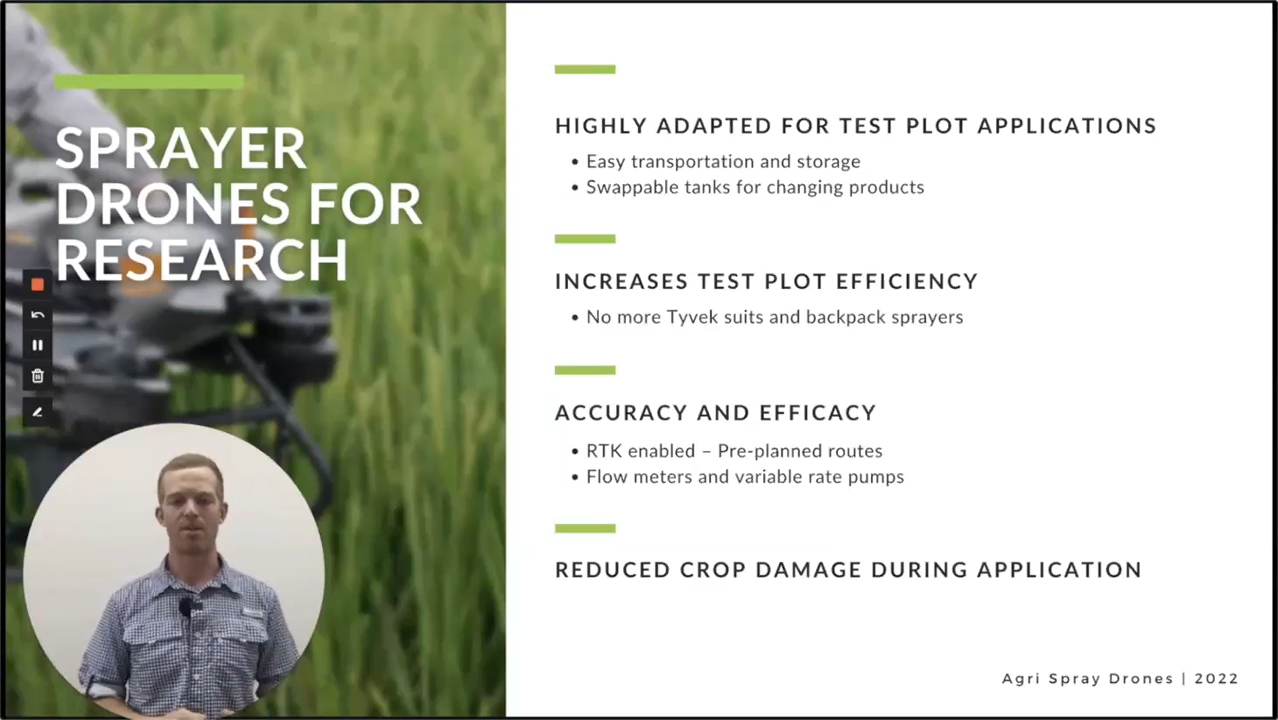 SPRAYER
DRONES FOR
RESEARCH
HIGHLY ADAPTED FOR TEST PLOT APPLICATIONS
• Easy transportation and storage
• Swappable tanks for changing products
INCREASES TEST PLOT EFFICIENCY
• No more Tyvek suits and backpack sprayers
ACCURACY AND EFFICACY
• RTK enabled – Pre-planned routes
• Flow meters and variable rate pumps
REDUCED CROP DAMAGE DURING APPLICATION
Agri Spray Drones | 2022